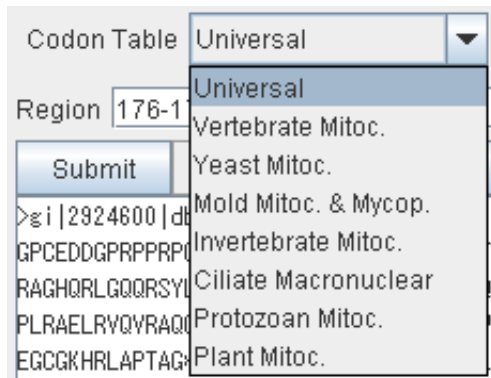 Codon Table Universal
Universal
Region 176-1
Vertebrate Mitoc.
Submit
Yeast Mitoc.
Mold Mitoc. & Mycop.
>gi|2924600|d
Invertebrate Mitoc.
GPCEDDGPRPPRP
Ciliate Macronuclear
RAGHQRLGQQRSY
Protozoan Mitoc.
PLRAELRVQVRAQ
Plant Mitoc.
EGCGKHRLAPTAG